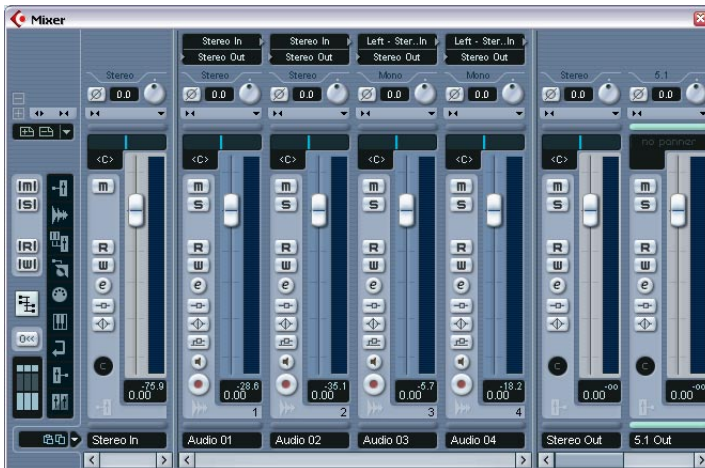 Mixer
Stereo In Stereo In Left - Ster..In Left - Ster..In
Stereo Out Stereo Out Stereo Out Stereo Out
Stereo Stereo Stereo Mono Mono Stereo 5.1
0.0 0.0 0.0 0.0 0.0 0.0 0.0
no panner
<C> <C> <C> <C> <C> <C>
m m m m m m m
S S S S
R R R R R R R
W W W W W W W
e e e e e e e
C C C
-75.9 -28.6 -35.1 -5.7 -18.2 -oo -oo
0.00 0.00 0.00 0.00 0.00 0.00 0.00
1 2 3 4
Stereo In Audio 01 Audio 02 Audio 03 Audio 04 Stereo Out 5.1 Out